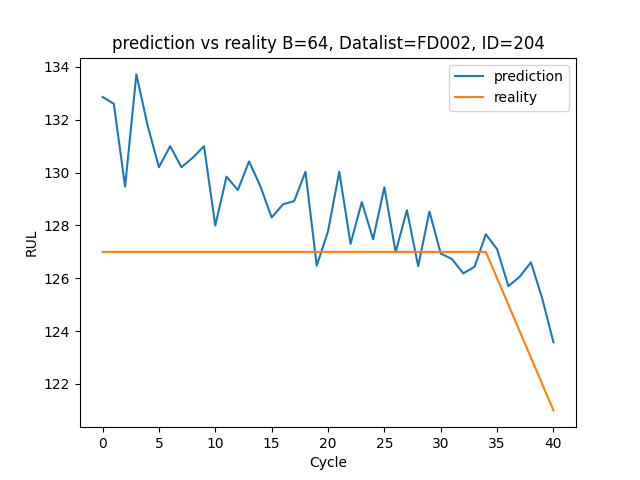 prediction vs reality B=64, Datalist=FD002, ID=204
134
132
130
128
126
124
122
RUL
prediction
reality
0 5 10 15 20 25 30 35 40
Cycle